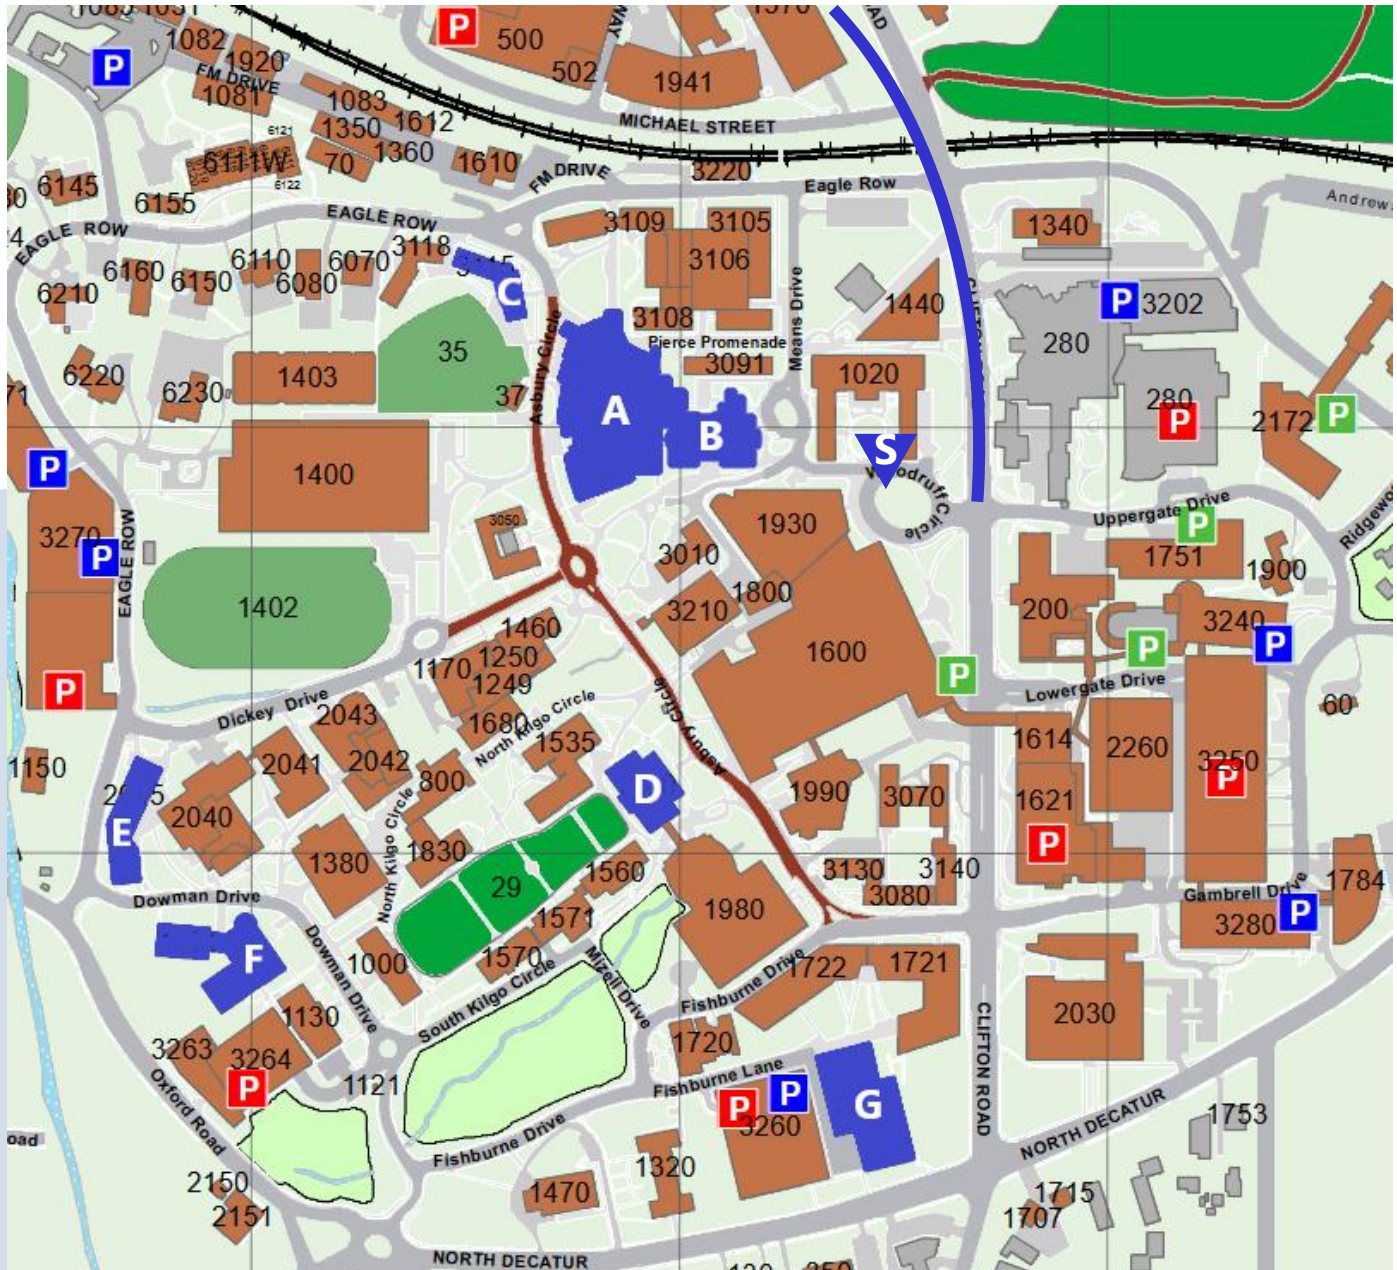 1082
1920
FM DRIVE
1081
P
P
500
502
1941
MICHAEL STREET
1083
1350
1612
70
1360
1610
6121
6111W
6122
FM DRIVE
3220
Eagle Row
6145
6155
EAGLE ROW
EAGLE ROW
3109
3105
3106
1340
3118
6160
6150
6110
6080
6070
6210
C
3108
Pierce Promenade
3091
Means Drive
1440
280
P
3202
35
37
Asbury Circle
A
B
1020
S
Woodruff Circle
280
P
2172
P
6220
6230
1403
1400
P
3270
P
EAGLE ROW
3050
1402
1930
3010
1800
3210
1600
Uppergate Drive
P
1751
1900
200
3240
P
P
P
Lowergate Drive
60
P
1150
Dickey Drive
1460
1250
1170
1249
1680
North Kilgo Circle
1535
Asbury Circle
2043
2042
2041
800
2040
E
D
North Kilgo Circle
1380
1830
29
1560
1571
1570
1000
1990
3070
3130
3140
3080
1980
1614
1621
P
2260
3250
P
Gambrell Drive
3280
P
1784
Dowman Drive
F
Dowman Drive
1130
3263
3264
P
1121
South Kilgo Circle
Mizell Drive
Fishburne Drive
1722
1721
2030
1720
Fishburne Lane
P
P
3260
G
CLIFTON ROAD
Oxford Road
2150
2151
Fishburne Drive
1470
1320
NORTH DECATUR
NORTH DECATUR
1753
1715
1707